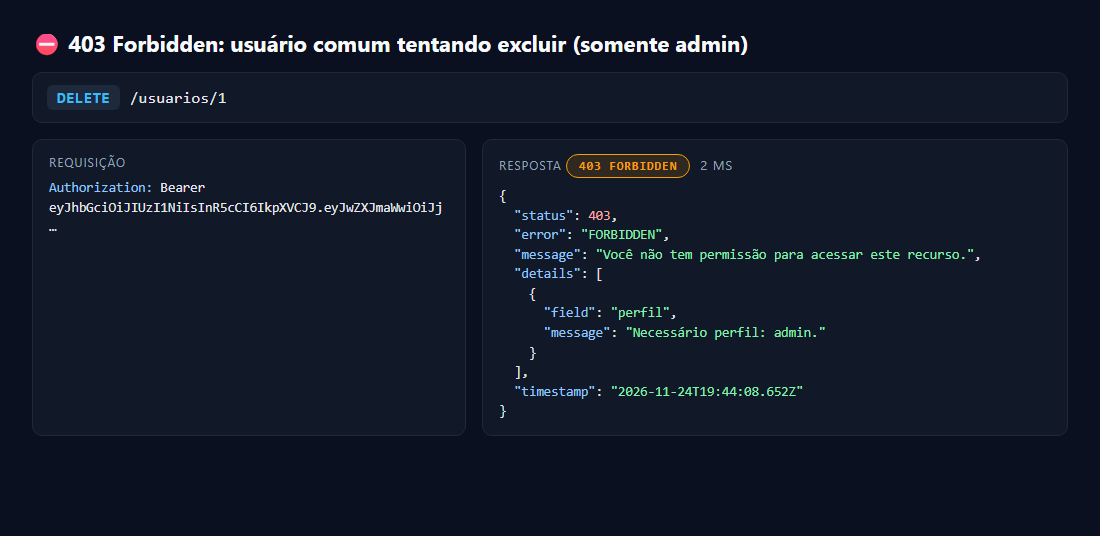 ⛔ 403 Forbidden: usuário comum tentando excluir (somente admin)
DELETE /usuarios/1
REQUISIÇÃO
Authorization: Bearer
eyJhbGciOiJIUzI1NiIsInR5cCI6IkpXVCJ9.eyJwZXJmaWwiOiJj
…
RESPOSTA 403 FORBIDDEN 2 MS
{
  "status": 403,
  "error": "FORBIDDEN",
  "message": "Você não tem permissão para acessar este recurso.",
  "details": [
    {
      "field": "perfil",
      "message": "Necessário perfil: admin."
    }
  ],
  "timestamp": "2026-11-24T19:44:08.652Z"
}